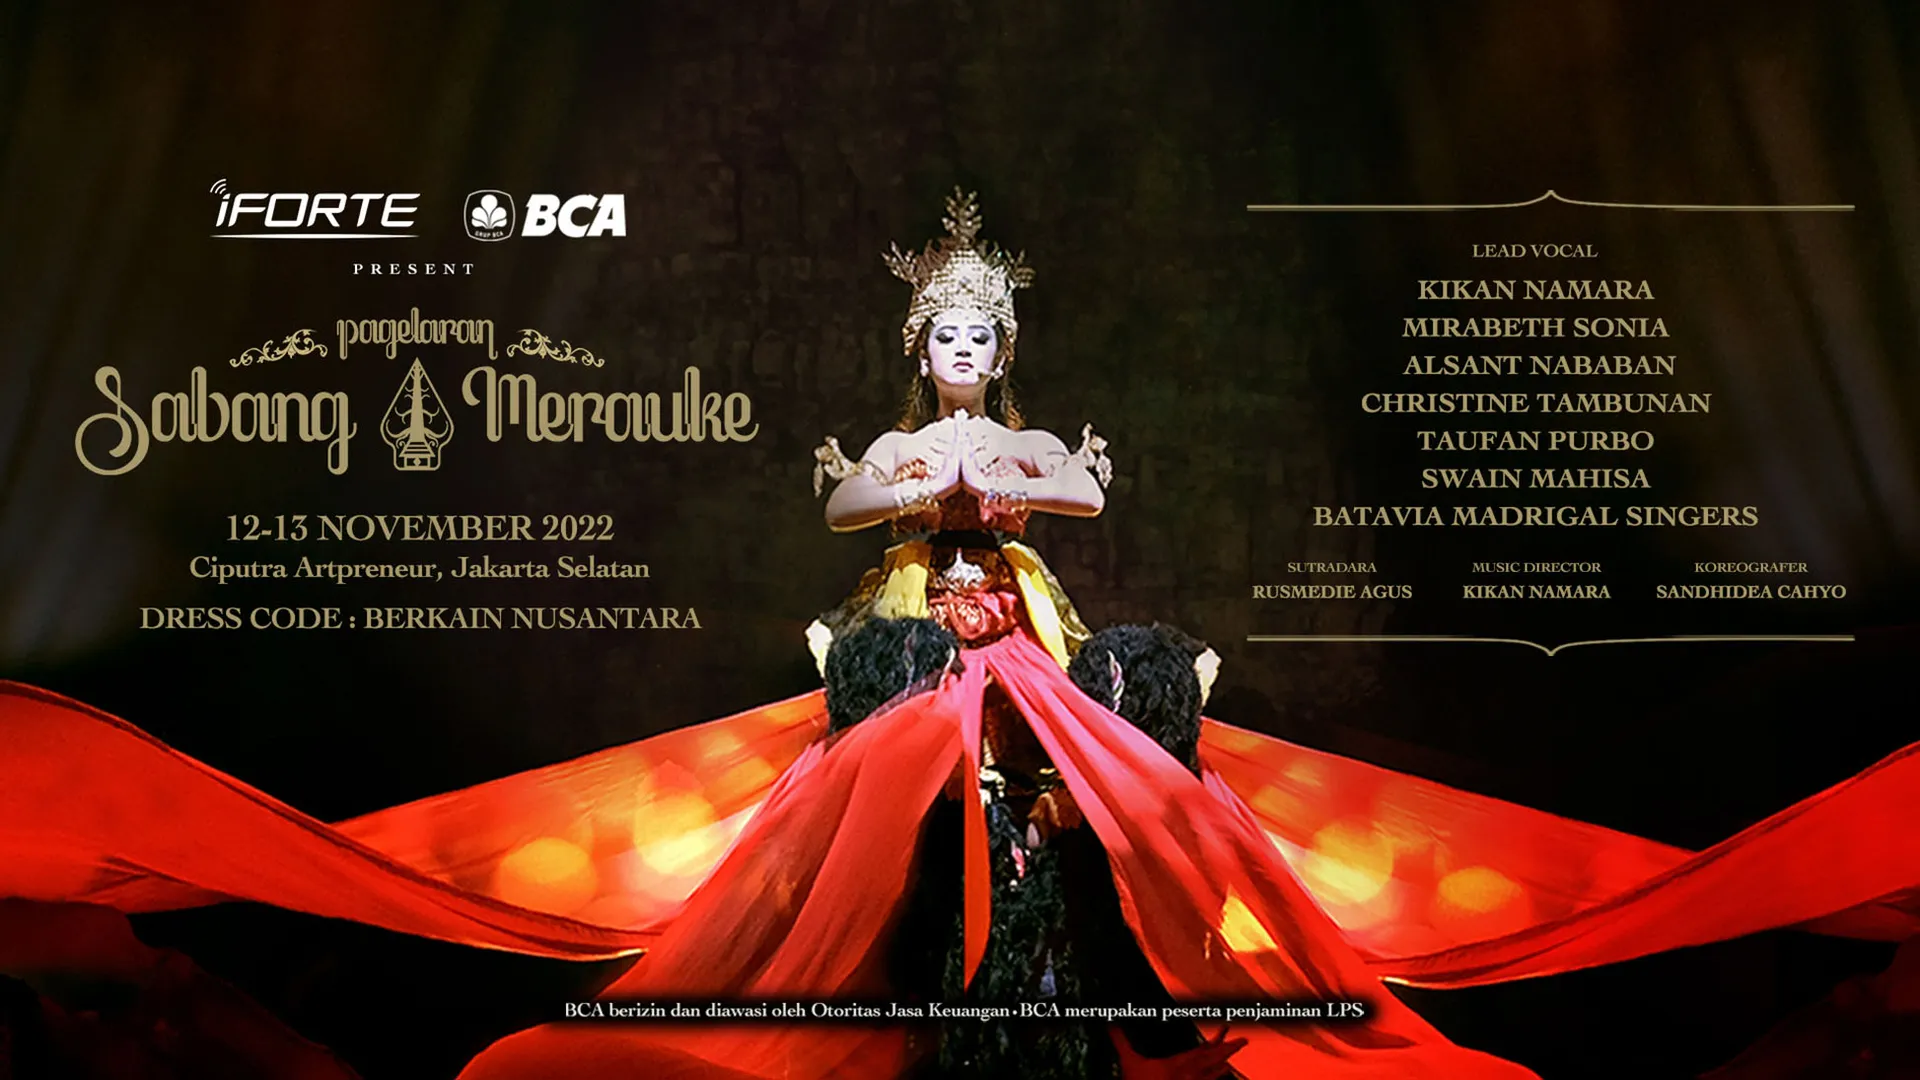 iFORTE
GRUP BCA
BCA
PRESENT
pagelaran
Sabang Merauke
12-13 NOVEMBER 2022
Ciputra Artpreneur, Jakarta Selatan
DRESS CODE : BERKAIN NUSANTARA
LEAD VOCAL
KIKAN NAMARA
MIRABETH SONIA
ALSANT NABABAN
CHRISTINE TAMBUNAN
TAUFAN PURBO
SWAIN MAHISA
BATAVIA MADRIGAL SINGERS
SUTRADARA
RUSMEDIE AGUS
MUSIC DIRECTOR
KIKAN NAMARA
KOREOGRAFER
SANDHIDEA CAHYO
BCA berizin dan diawasi oleh Otoritas Jasa Keuangan • BCA merupakan peserta penjaminan LPS